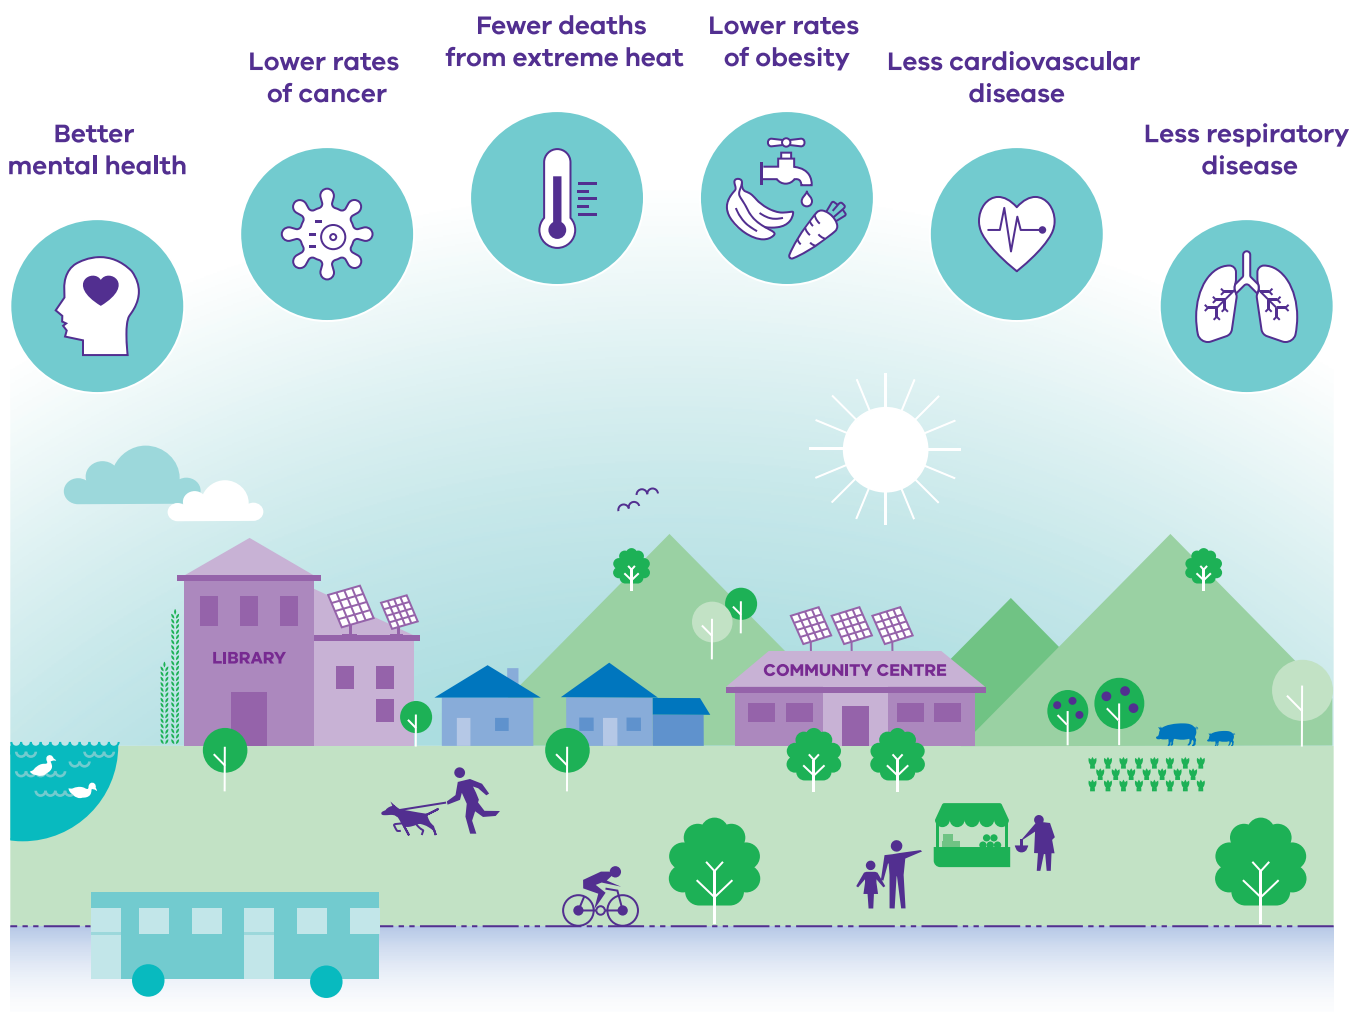 Better
mental health
Lower rates
of cancer
Fewer deaths
from extreme heat
Lower rates
of obesity
Less cardiovascular
disease
Less respiratory
disease
LIBRARY
COMMUNITY CENTRE